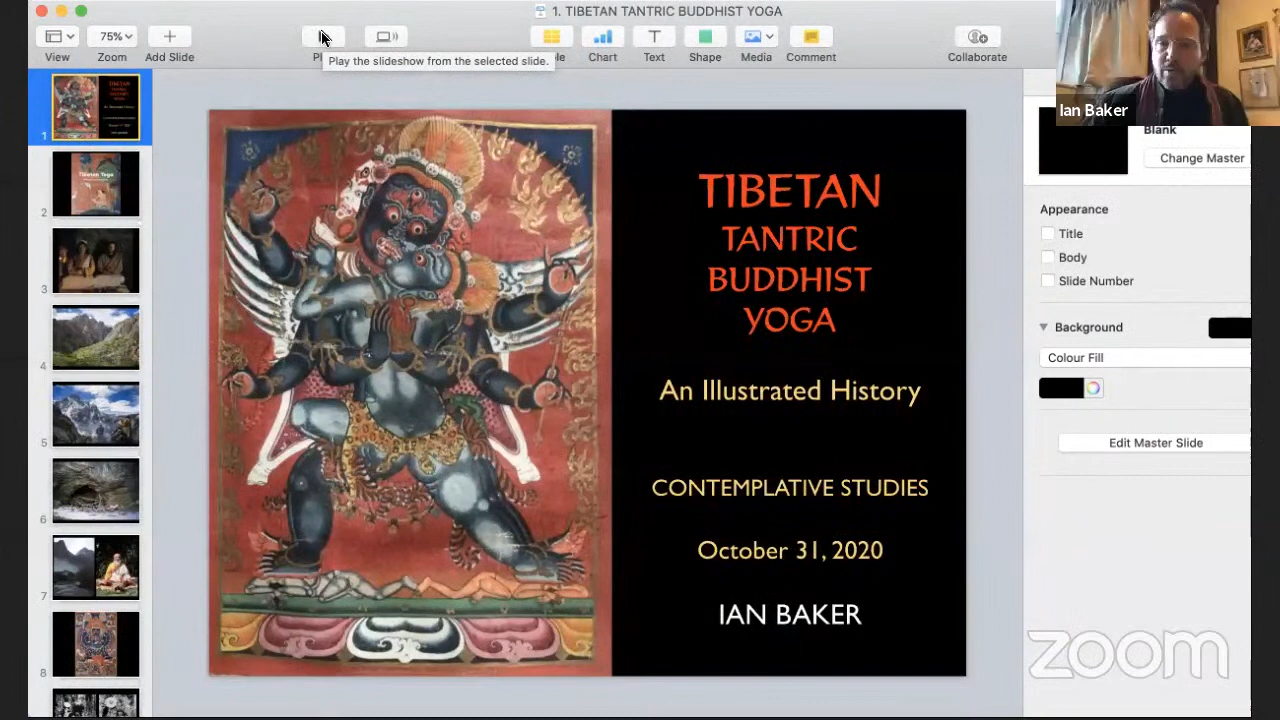 1. TIBETAN TANTRIC BUDDHIST YOGA
75%
View
Zoom
Add Slide
Play the slideshow from the selected slide.
Chart
Text
Shape
Media
Comment
Collaborate
Ian Baker
1
2
3
4
5
6
7
8
Tibetan Yoga
TIBETAN
TANTRIC
BUDDHIST
YOGA
An Illustrated History
CONTEMPLATIVE STUDIES
October 31, 2020
IAN BAKER
Blank
Change Master
Appearance
Title
Body
Slide Number
Background
Colour Fill
Edit Master Slide
zoom